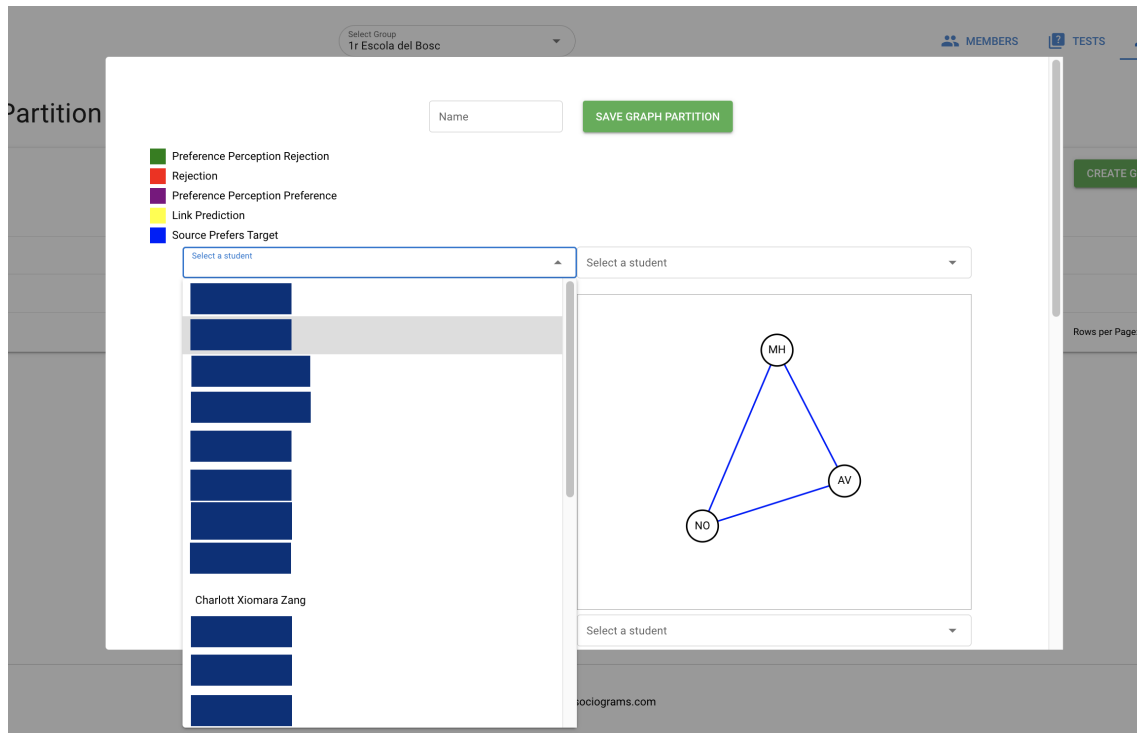 Select Group
1r Escola del Bosc
MEMBERS
TESTS
Partition
Name
SAVE GRAPH PARTITION
CREATE G
Preference Perception Rejection
Rejection
Preference Perception Preference
Link Prediction
Source Prefers Target
Select a student
Select a student
Rows per Page:
MH
AV
NO
Charlott Xiomara Zang
Select a student
sociograms.com